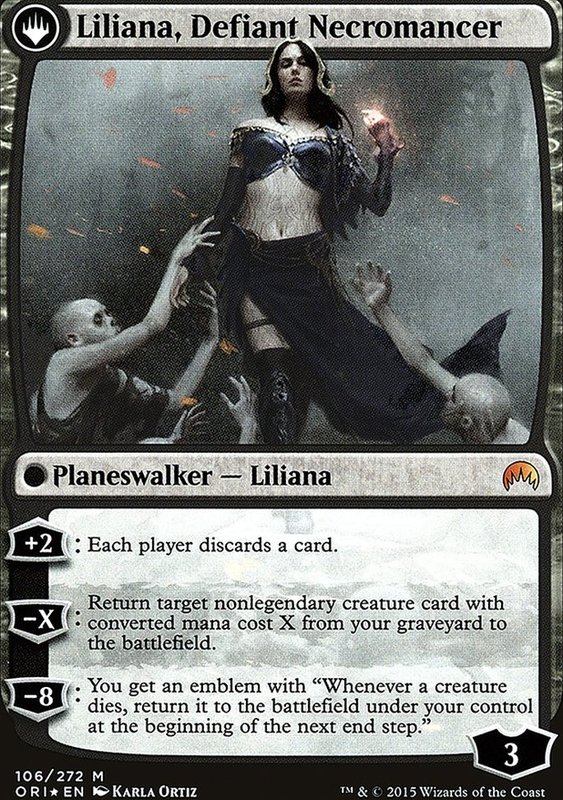 Liliana, Defiant Necromancer
Planeswalker — Liliana
+2 : Each player discards a card.
−X : Return target nonlegendary creature card with
converted mana cost X from your graveyard to
the battlefield.
−8 : You get an emblem with “Whenever a creature
dies, return it to the battlefield under your control
at the beginning of the next end step.”
3
106/272 M
ORI★EN Karla Ortiz
™ & © 2015 Wizards of the Coast